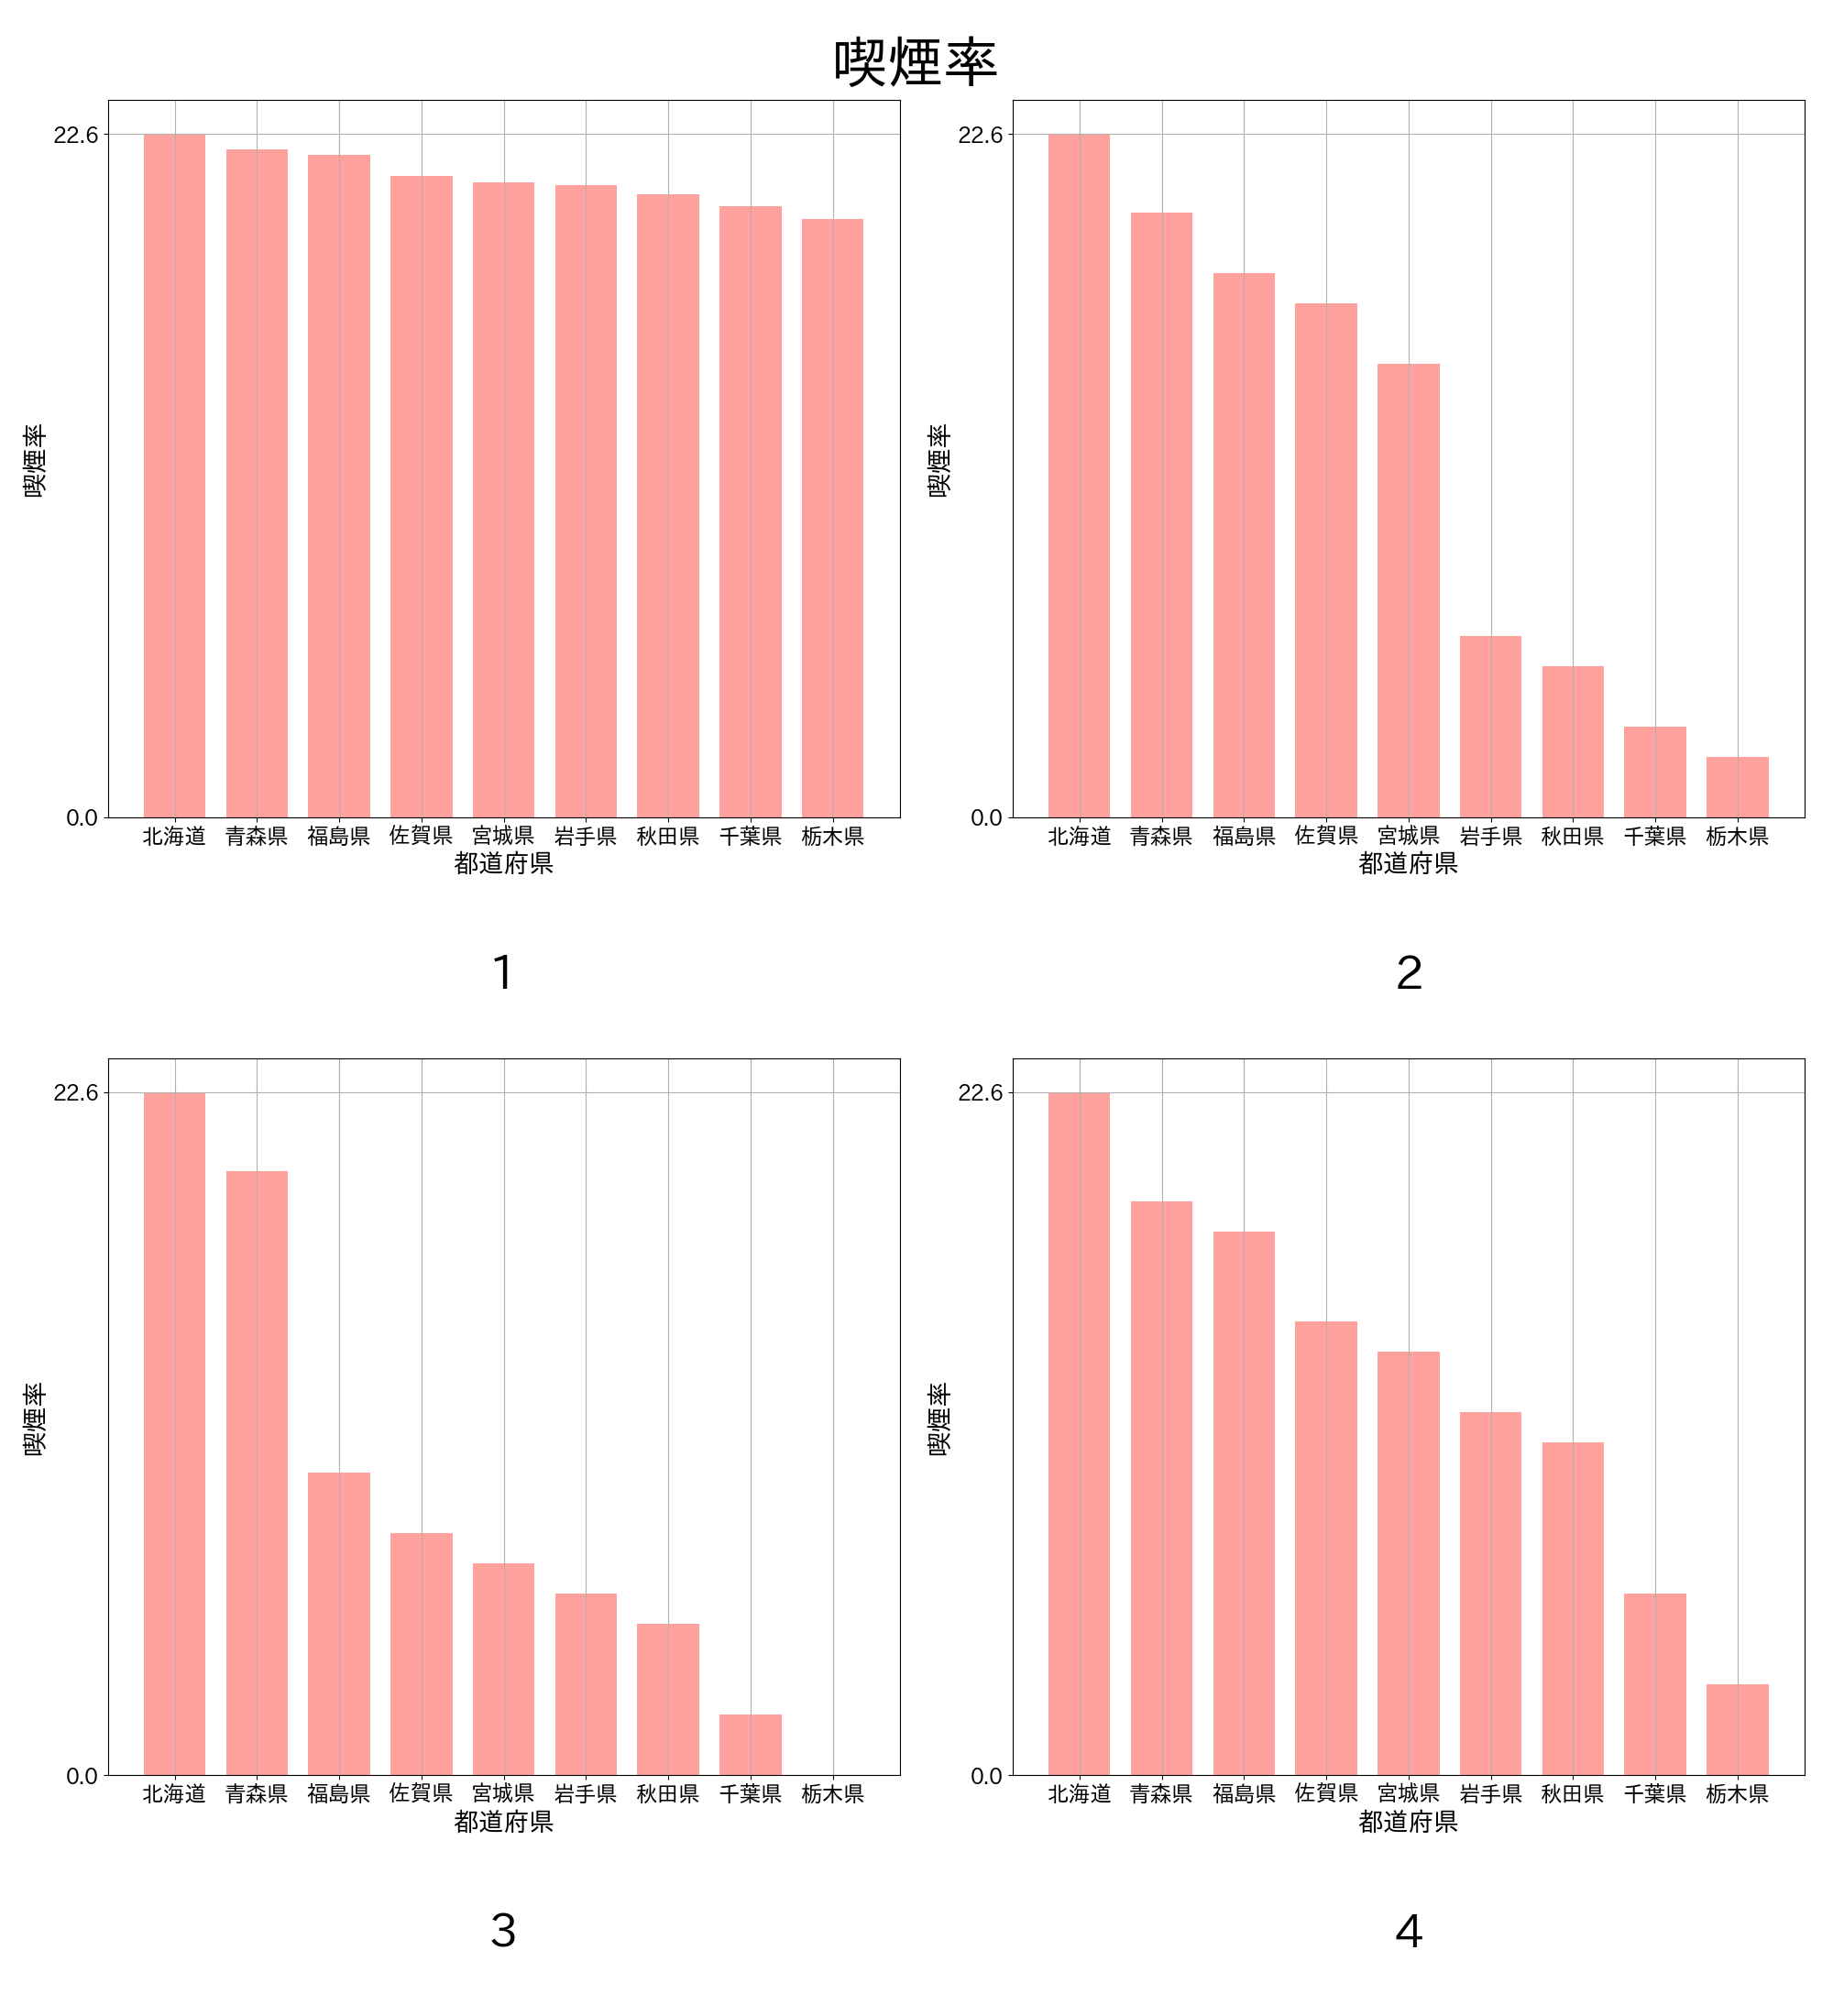 喫煙率
22.6
喫煙率
0.0
北海道 青森県 福島県 佐賀県 宮城県 岩手県 秋田県 千葉県 栃木県
都道府県
1
22.6
喫煙率
0.0
北海道 青森県 福島県 佐賀県 宮城県 岩手県 秋田県 千葉県 栃木県
都道府県
2
22.6
喫煙率
0.0
北海道 青森県 福島県 佐賀県 宮城県 岩手県 秋田県 千葉県 栃木県
都道府県
3
22.6
喫煙率
0.0
北海道 青森県 福島県 佐賀県 宮城県 岩手県 秋田県 千葉県 栃木県
都道府県
4